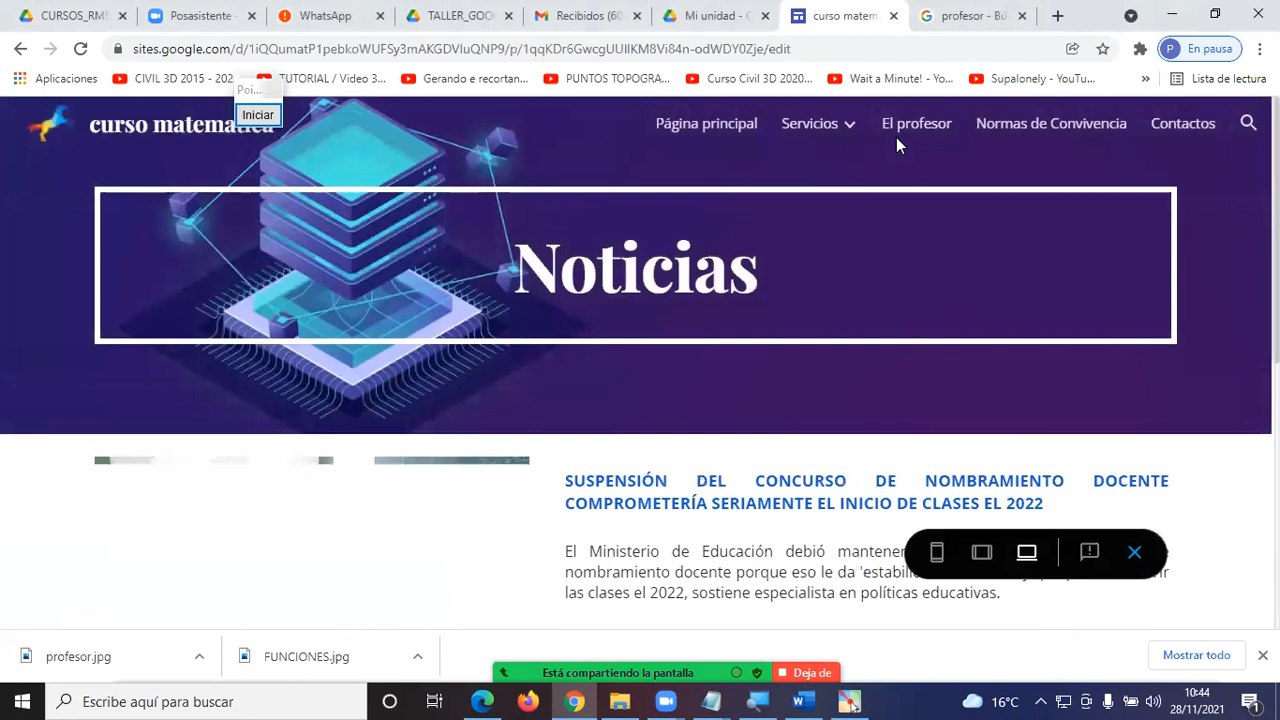 CURSOS_RMS
Posasistente -
WhatsApp
TALLER_GOO
Recibidos (60
Mi unidad - G
curso matem
profesor - Bú
sites.google.com/d/1iQQumatP1pebkoWUFSy3mAKGDVluQNP9/p/1qqKDr6GwcgUUlIKM8Vi84n-odWDY0Zje/edit
P En pausa
Aplicaciones
CIVIL 3D 2015 - 202
TUTORIAL / Video 3...
Gerando e recortan...
PUNTOS TOPOGRA...
Curso Civil 3D 2020...
Wait a Minute! - Yo...
Supalonely - YouTu...
»
Lista de lectura
Poi...
Iniciar
curso matemática
Página principal
Servicios
El profesor
Normas de Convivencia
Contactos
Noticias
SUSPENSIÓN DEL CONCURSO DE NOMBRAMIENTO DOCENTE
COMPROMETERÍA SERIAMENTE EL INICIO DE CLASES EL 2022
El Ministerio de Educación debió mantener
nombramiento docente porque eso le da 'estabili
las clases el 2022, sostiene especialista en políticas educativas.
profesor.jpg
FUNCIONES.jpg
Mostrar todo
Está compartiendo la pantalla
Deja de
Escribe aquí para buscar
16°C
10:44
28/11/2021
1